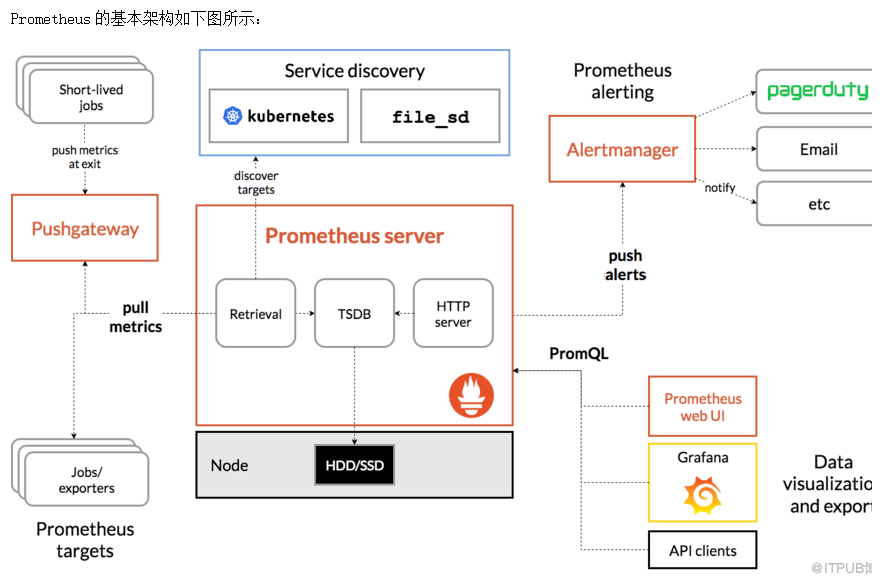 Prometheus 的基本架构如下图所示：
Short-lived
jobs
push metrics
at exit
Pushgateway
pull
metrics
Jobs/
exporters
Prometheus
targets
Service discovery
kubernetes
file_sd
discover
targets
Prometheus server
Retrieval
TSDB
HTTP
server
Node
HDD/SSD
Prometheus
alerting
Alertmanager
pagerduty
Email
notify
etc
push
alerts
PromQL
Prometheus
web UI
Grafana
API clients
Data
visualizatio
and export
@ITPUB博